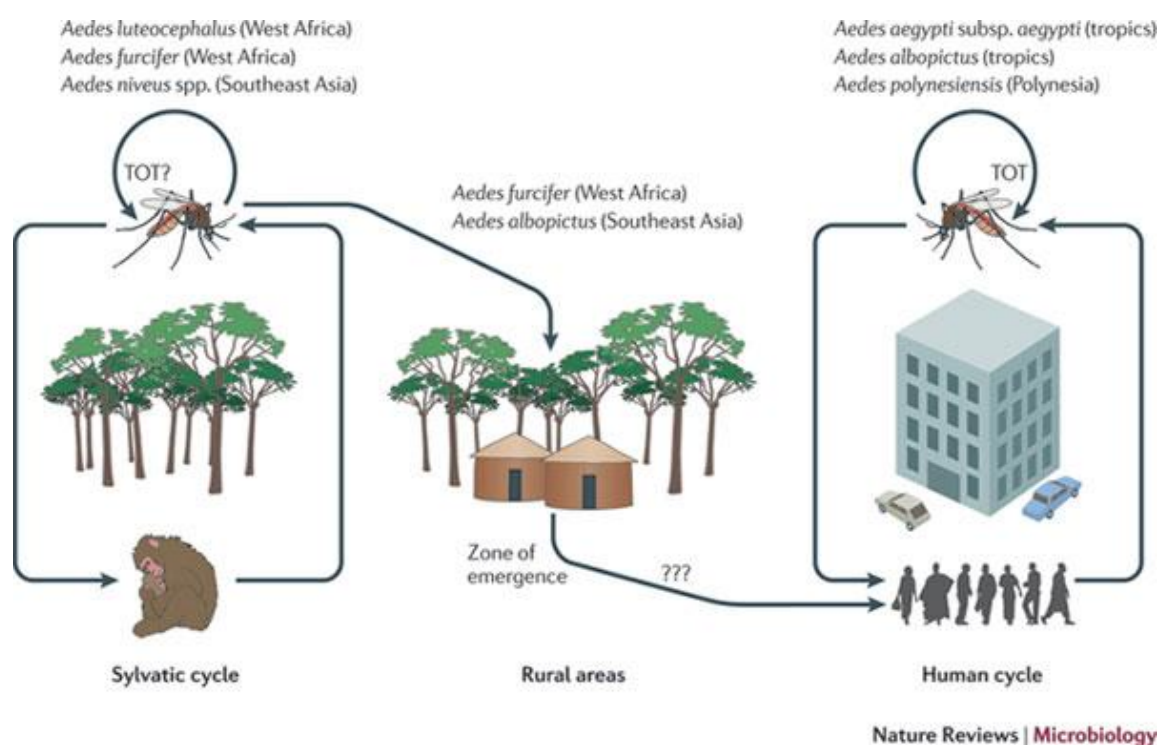 Aedes luteocephalus (West Africa)
Aedes furcifer (West Africa)
Aedes niveus spp. (Southeast Asia)
TOT?
Aedes furcifer (West Africa)
Aedes albopictus (Southeast Asia)
Aedes aegypti subsp. aegypti (tropics)
Aedes albopictus (tropics)
Aedes polynesiensis (Polynesia)
TOT
Zone of
emergence
???
Sylvatic cycle
Rural areas
Human cycle
Nature Reviews | Microbiology